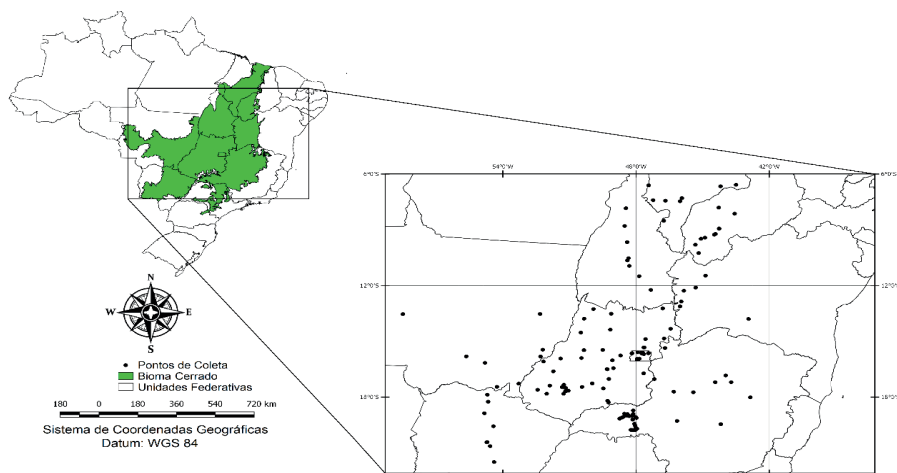 54°0'W
48°0'W
42°0'W
6°0'S
6°0'S
12°0'S
12°0'S
18°0'S
18°0'S
N
W
E
S
Pontos de Coleta
Bioma Cerrado
Unidades Federativas
180 0 180 360 540 720 km
Sistema de Coordenadas Geográficas
Datum: WGS 84